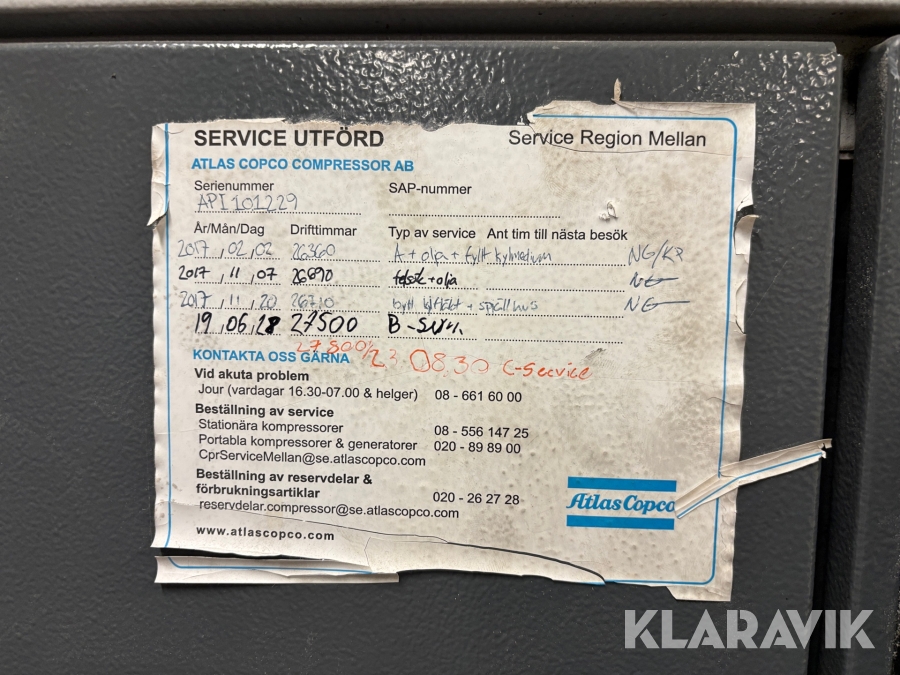 SERVICE UTFÖRD
Service Region Mellan
ATLAS COPCO COMPRESSOR AB
Serienummer SAP-nummer
API101229
År/Mån/Dag Drifttimmar Typ av service Ant tim till nästa besök
2017,02,02 26360 A+olja+fyllt kylmedium
2017,11,07 26690 +olja NG
2017,11,20 26710 bytt + NG
19,06,28 27500 B-
27800 23 08.30 C-Service
KONTAKTA OSS GÄRNA
Vid akuta problem
Jour (vardagar 16.30-07.00 & helger) 08 - 661 60 00
Beställning av service
Stationära kompressorer 08 - 556 147 25
Portabla kompressorer & generatorer 020 - 89 89 00
CprServiceMellan@se.atlascopco.com
Beställning av reservdelar &
förbrukningsartiklar 020 - 26 27 28
reservdelar.compressor@se.atlascopco.com
www.atlascopco.com
Atlas Copco
KLARAVIK